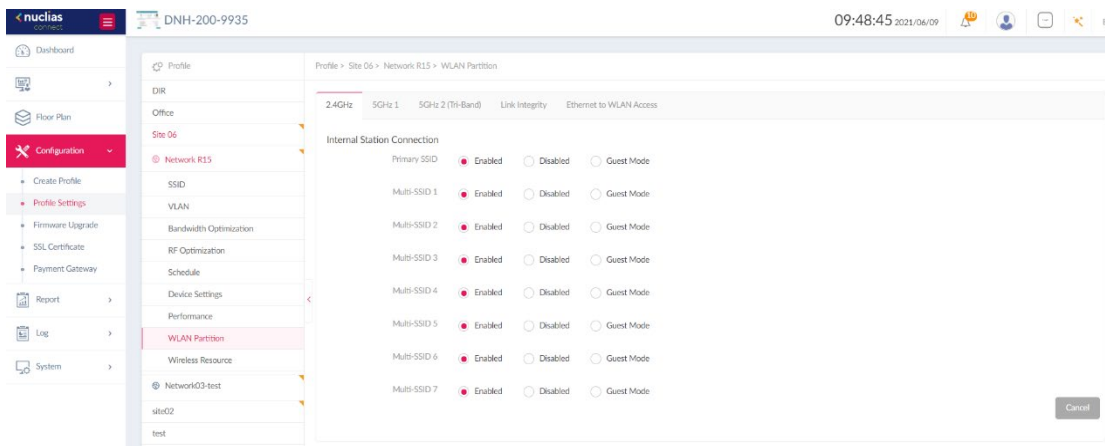 nuclias
connect
DNH-200-9935
09:48:45 2021/06/09
10
Dashboard
Floor Plan
Configuration
Create Profile
Profile Settings
Firmware Upgrade
SSL Certificate
Payment Gateway
Report
Log
System
Profile
DIR
Office
Site 06
Network R15
SSID
VLAN
Bandwidth Optimization
RF Optimization
Schedule
Device Settings
Performance
WLAN Partition
Wireless Resource
Network03-test
site02
test
Profile > Site 06 > Network R15 > WLAN Partition
2.4GHz 5GHz 1 5GHz 2 (Tri-Band) Link Integrity Ethernet to WLAN Access
Internal Station Connection
Primary SSID Enabled Disabled Guest Mode
Multi-SSID 1 Enabled Disabled Guest Mode
Multi-SSID 2 Enabled Disabled Guest Mode
Multi-SSID 3 Enabled Disabled Guest Mode
Multi-SSID 4 Enabled Disabled Guest Mode
Multi-SSID 5 Enabled Disabled Guest Mode
Multi-SSID 6 Enabled Disabled Guest Mode
Multi-SSID 7 Enabled Disabled Guest Mode
Cancel